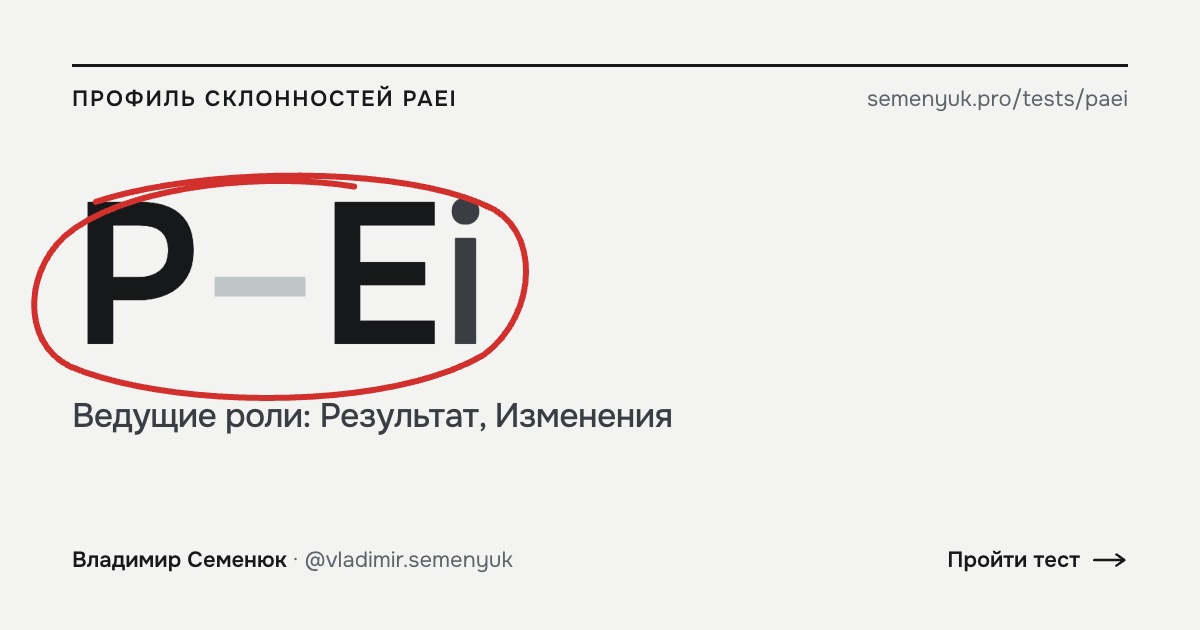 ПРОФИЛЬ СКЛОННОСТЕЙ PAEI
semenyuk.pro/tests/paei
P–Ei
Ведущие роли: Результат, Изменения
Владимир Семенюк · @vladimir.semenyuk
Пройти тест →